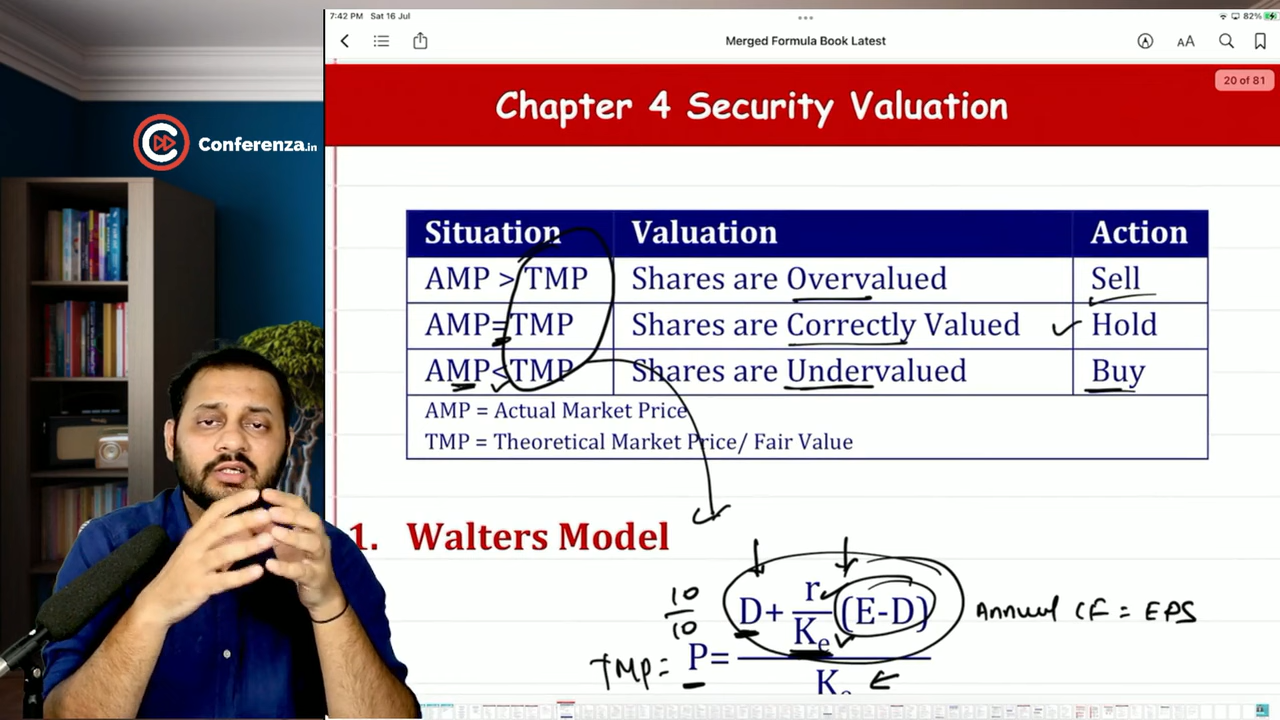 7:42 PM Sat 16 Jul
82%
Merged Formula Book Latest
AA
20 of 81
Chapter 4 Security Valuation
Conferenza.in
Situation Valuation Action
AMP > TMP Shares are Overvalued Sell
AMP=TMP Shares are Correctly Valued Hold
AMP<TMP Shares are Undervalued Buy
AMP = Actual Market Price
TMP = Theoretical Market Price/ Fair Value
1. Walters Model
10
10
D+ r (E-D)
Ke
Annual CF = EPS
TMP = P=
Ke